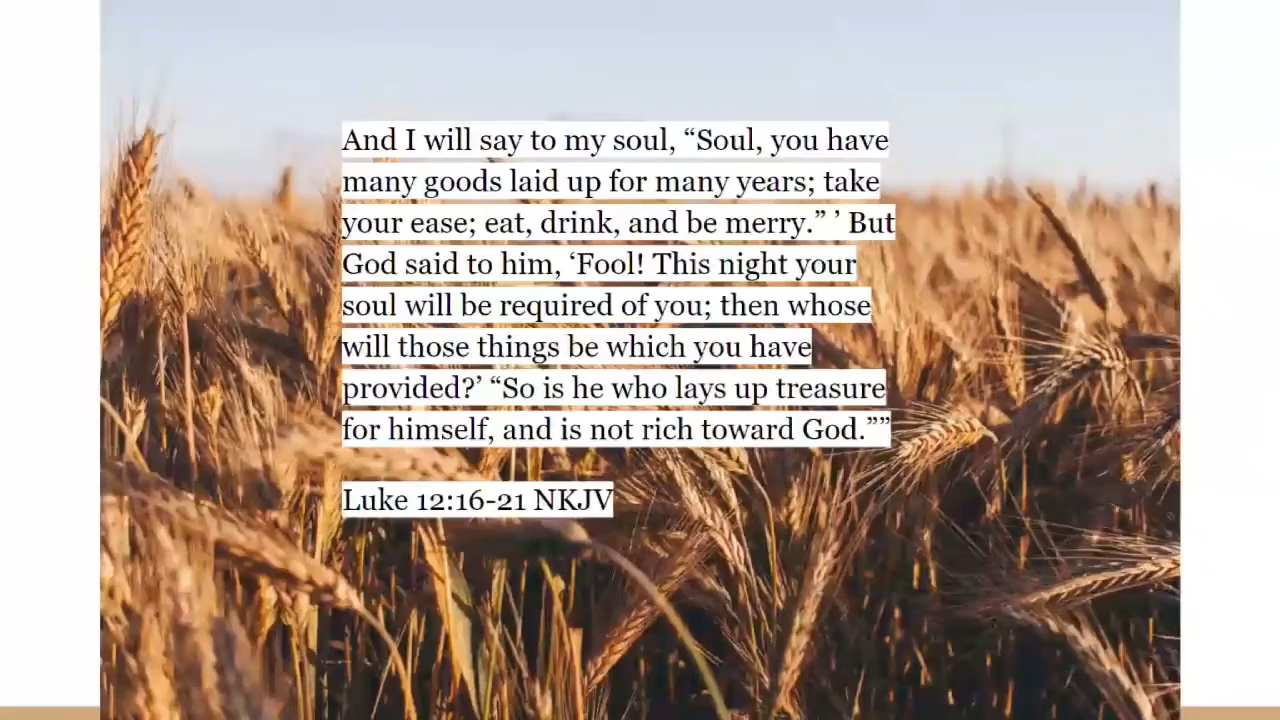 And I will say to my soul, “Soul, you have
many goods laid up for many years; take
your ease; eat, drink, and be merry.” ’ But
God said to him, ‘Fool! This night your
soul will be required of you; then whose
will those things be which you have
provided?’ “So is he who lays up treasure
for himself, and is not rich toward God.””
Luke 12:16-21 NKJV